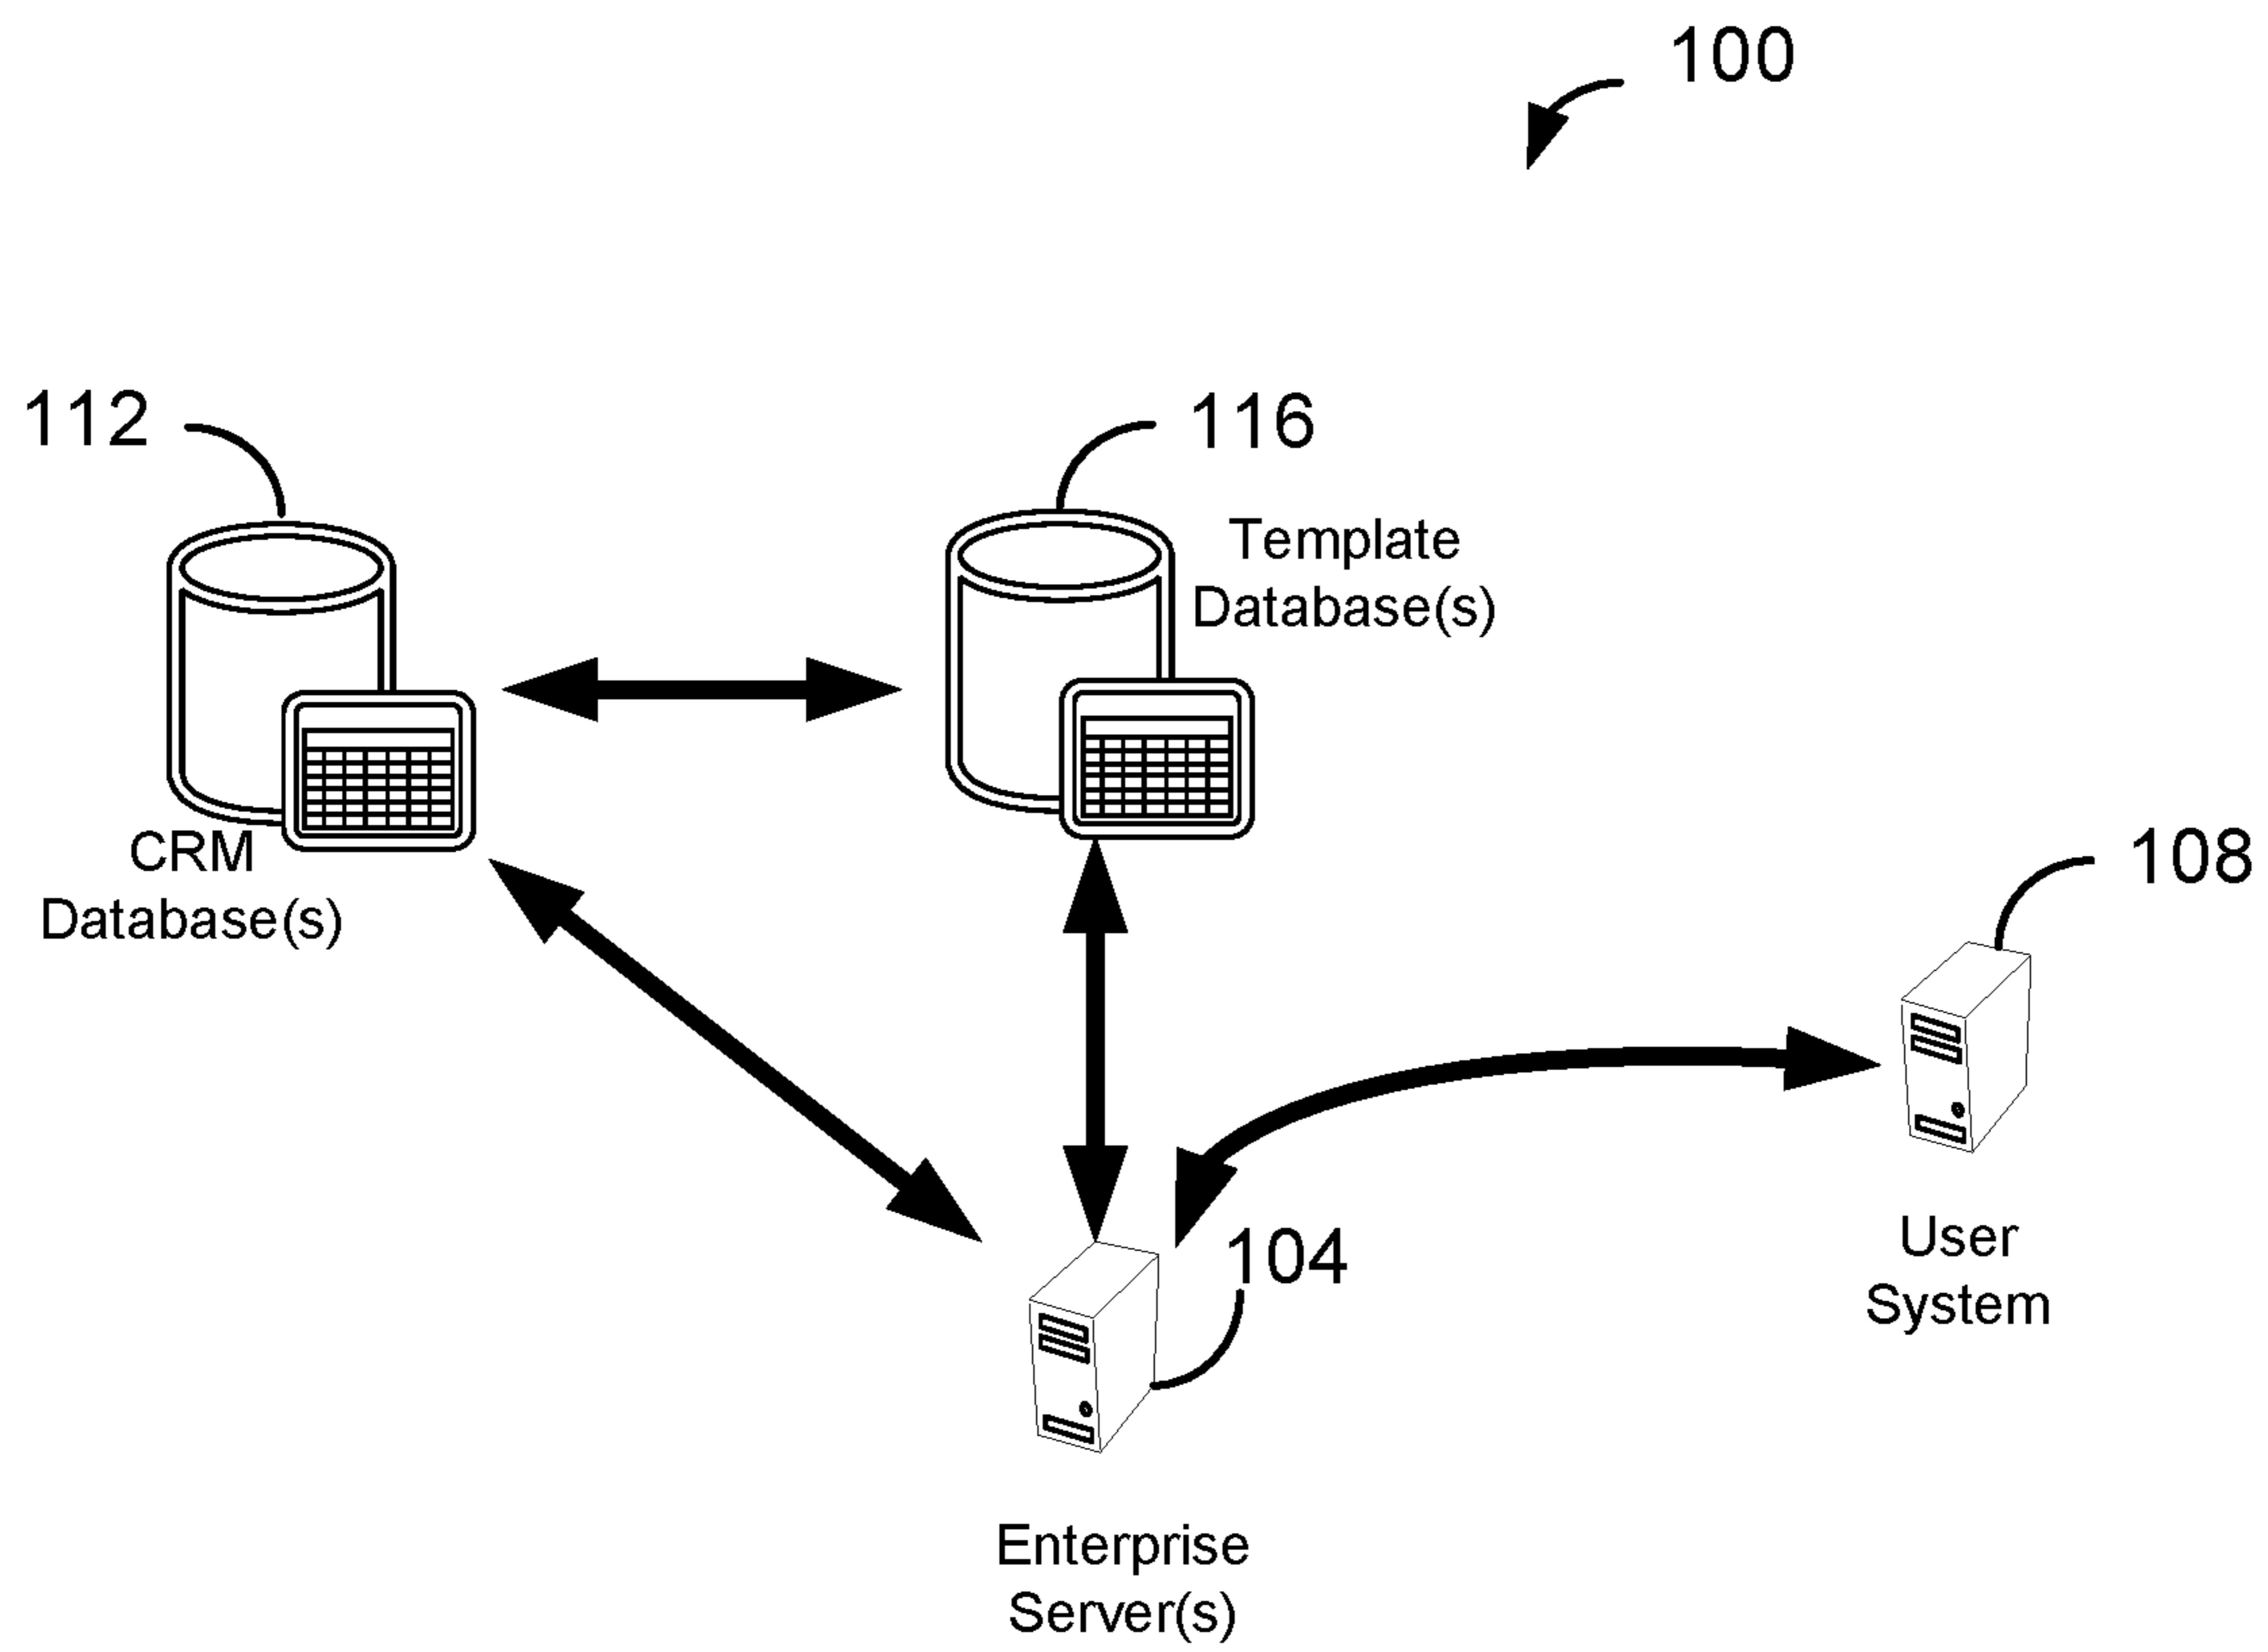 100
112
116
Template
Database(s)
CRM
Database(s)
108
104
User
System
Enterprise
Server(s)